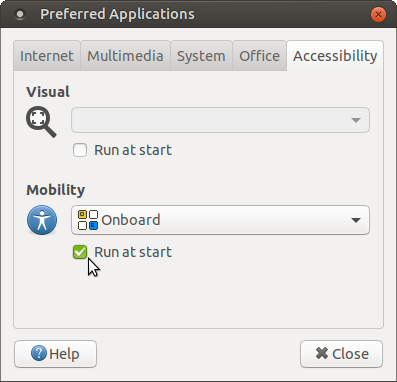 Preferred Applications
Internet Multimedia System Office Accessibility
Visual
Run at start
Mobility
Onboard
Run at start
Help Close